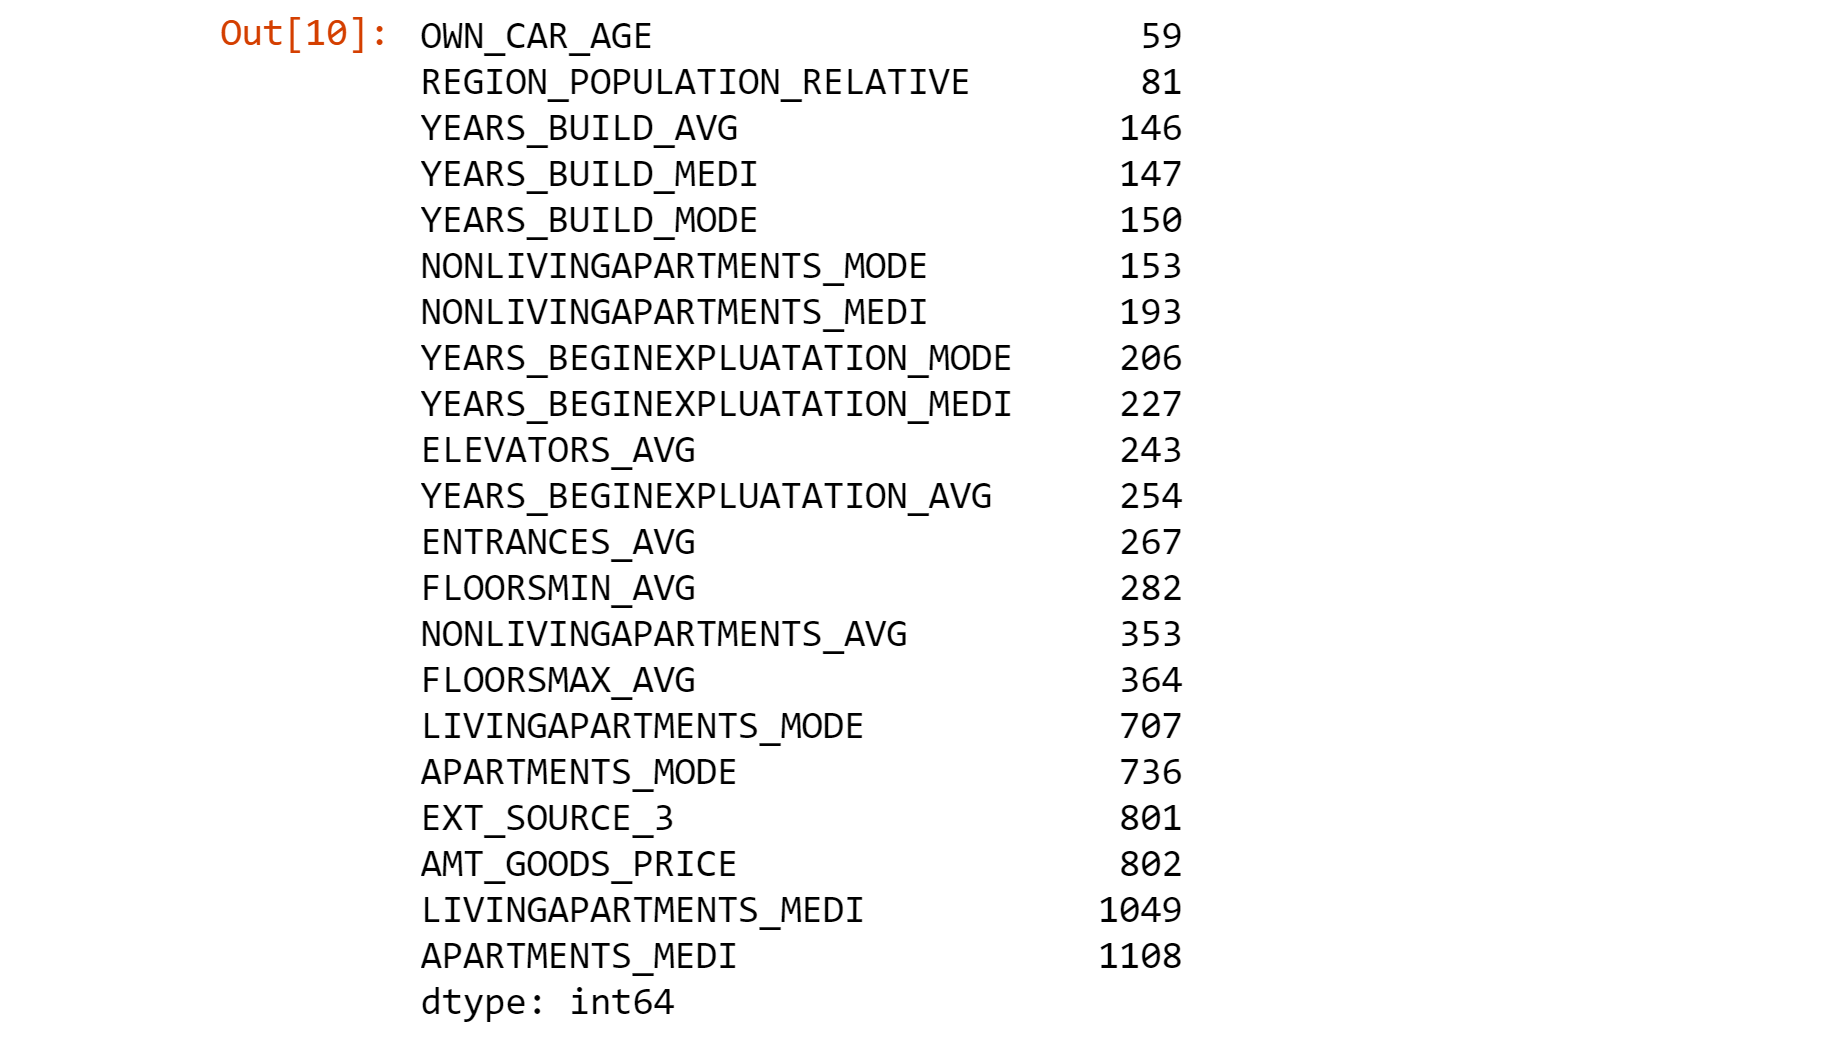 Out[10]: OWN_CAR_AGE 59
REGION_POPULATION_RELATIVE 81
YEARS_BUILD_AVG 146
YEARS_BUILD_MEDI 147
YEARS_BUILD_MODE 150
NONLIVINGAPARTMENTS_MODE 153
NONLIVINGAPARTMENTS_MEDI 193
YEARS_BEGINEXPLUATATION_MODE 206
YEARS_BEGINEXPLUATATION_MEDI 227
ELEVATORS_AVG 243
YEARS_BEGINEXPLUATATION_AVG 254
ENTRANCES_AVG 267
FLOORSMIN_AVG 282
NONLIVINGAPARTMENTS_AVG 353
FLOORSMAX_AVG 364
LIVINGAPARTMENTS_MODE 707
APARTMENTS_MODE 736
EXT_SOURCE_3 801
AMT_GOODS_PRICE 802
LIVINGAPARTMENTS_MEDI 1049
APARTMENTS_MEDI 1108
dtype: int64